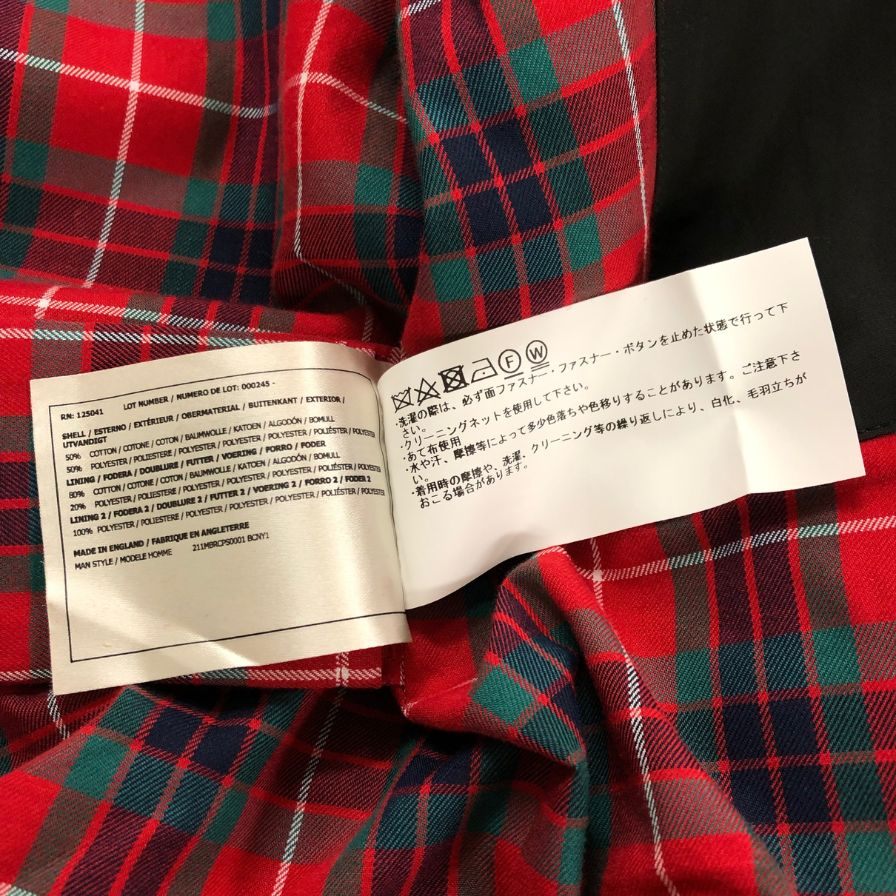 RN: 125041 LOT NUMBER / NUMERO DE LOT: 000245 -
SHELL / ESTERNO / EXTÉRIEUR / OBERMATERIAL / BUITENKANT / EXTERIOR /
UTVANDIGT
50% COTTON / COTONE / COTON / BAUMWOLLE / KATOEN / ALGODÓN / BOMULL
50% POLYESTER / POLIESTERE / POLYESTER / POLYESTER / POLYESTER / POLIÉSTER / POLYESTER
LINING / FODERA / DOUBLURE / FUTTER / VOERING / FORRO / FODER
80% COTTON / COTONE / COTON / BAUMWOLLE / KATOEN / ALGODÓN / BOMULL
20% POLYESTER / POLIESTERE / POLYESTER / POLYESTER / POLYESTER / POLIÉSTER / POLYESTER
LINING 2 / FODERA 2 / DOUBLURE 2 / FUTTER 2 / VOERING 2 / FORRO 2 / FODER 2
100% POLYESTER / POLIESTERE / POLYESTER / POLYESTER / POLYESTER / POLIÉSTER / POLYESTER
MADE IN ENGLAND / FABRIQUE EN ANGLETERRE
MAN STYLE / MODELE HOMME 211MBRCPS0001 BCNY1
F W
・洗濯の際は、必ず面ファスナー・ファスナー・ボタンを止めた状態で行って下
さい。
・クリーニングネットを使用して下さい。
・あて布使用
・水や汗、摩擦等によって多少色落ちや色移りすることがあります。ご注意下さ
い。
・着用時の摩擦や、洗濯、クリーニング等の繰り返しにより、白化、毛羽立ちが
おこる場合があります。